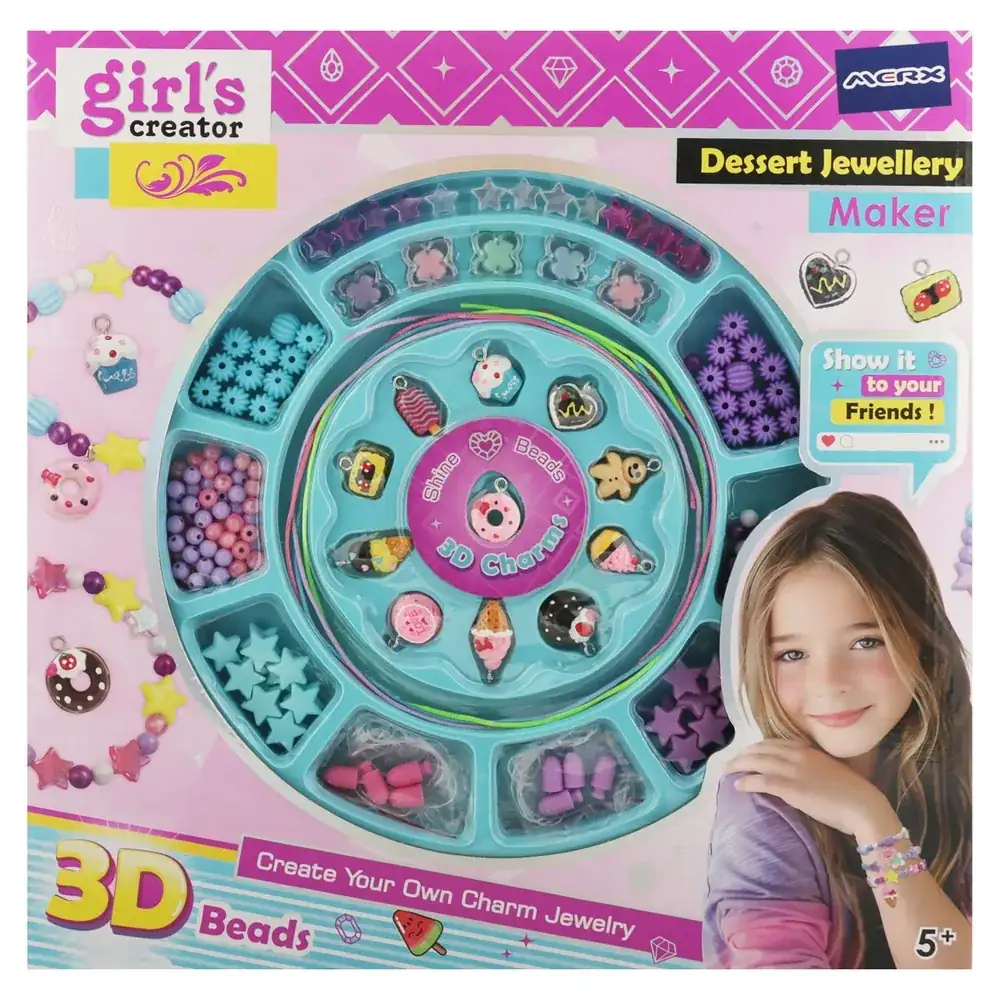 girl's
creator
MERX
Dessert Jewellery
Maker
Show it
to your
Friends !
Shine Beads
3D Charms
3D
Beads
Create Your Own Charm Jewelry
5+